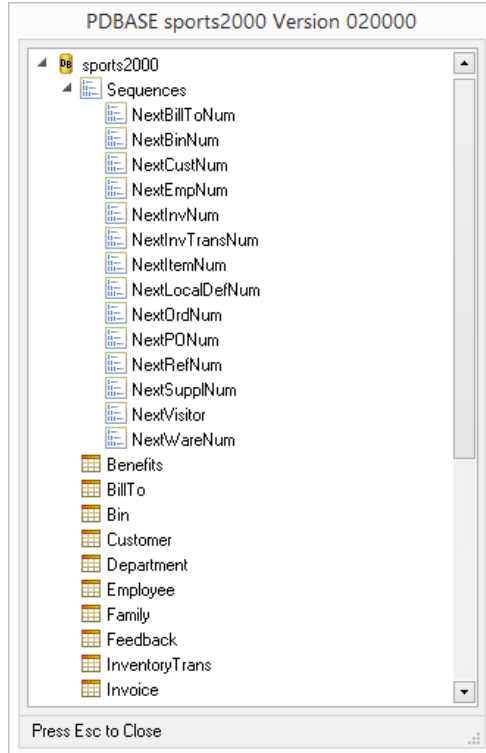 PDBASE sports2000 Version 020000
DB sports2000
Sequences
NextBillToNum
NextBinNum
NextCustNum
NextEmpNum
NextInvNum
NextInvTransNum
NextItemNum
NextLocalDefNum
NextOrdNum
NextPONum
NextRefNum
NextSupplNum
NextVisitor
NextWareNum
Benefits
BillTo
Bin
Customer
Department
Employee
Family
Feedback
InventoryTrans
Invoice
Press Esc to Close